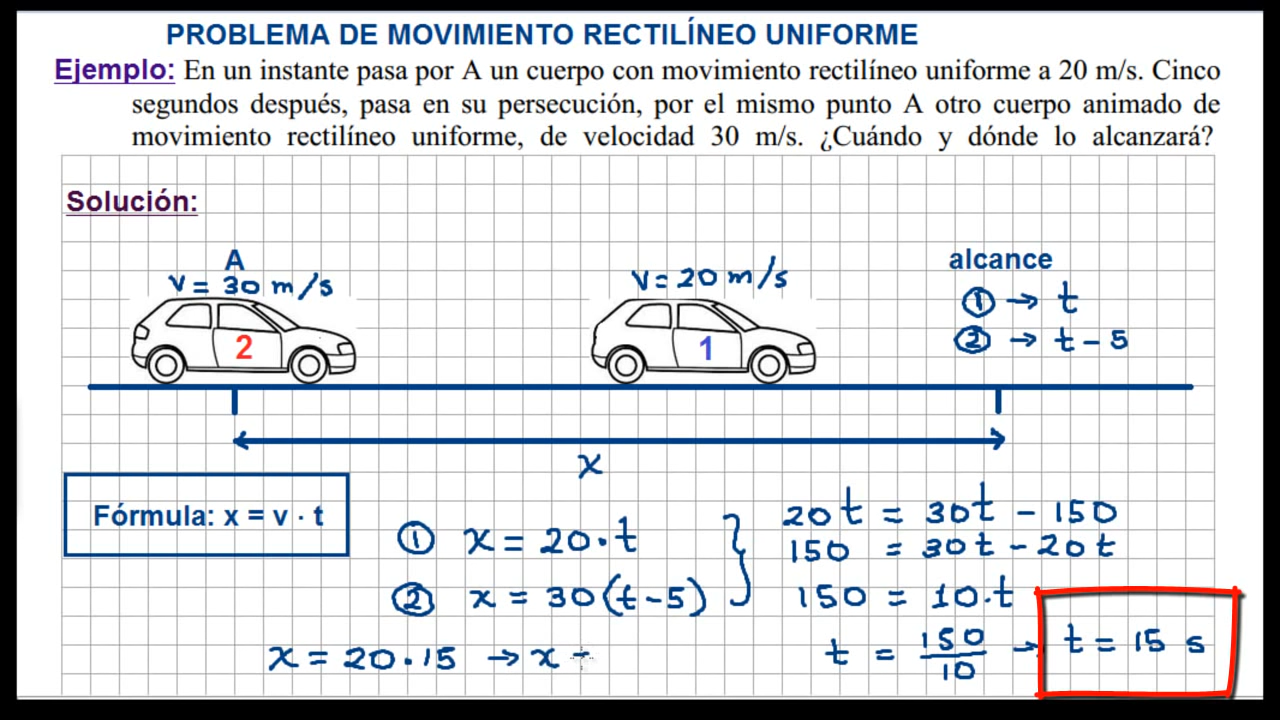 PROBLEMA DE MOVIMIENTO RECTILÍNEO UNIFORME
Ejemplo: En un instante pasa por A un cuerpo con movimiento rectilíneo uniforme a 20 m/s. Cinco
segundos después, pasa en su persecución, por el mismo punto A otro cuerpo animado de
movimiento rectilíneo uniforme, de velocidad 30 m/s. ¿Cuándo y dónde lo alcanzará?
Solución:
A
v = 30 m/s
2
v = 20 m/s
1
alcance
① → t
② → t - 5
x
Fórmula: x = v · t
① x = 20 · t
② x = 30 (t - 5)
}
20t = 30t - 150
150 = 30t - 20t
150 = 10 · t
t = 150/10 → t = 15 s
x = 20 · 15 → x =